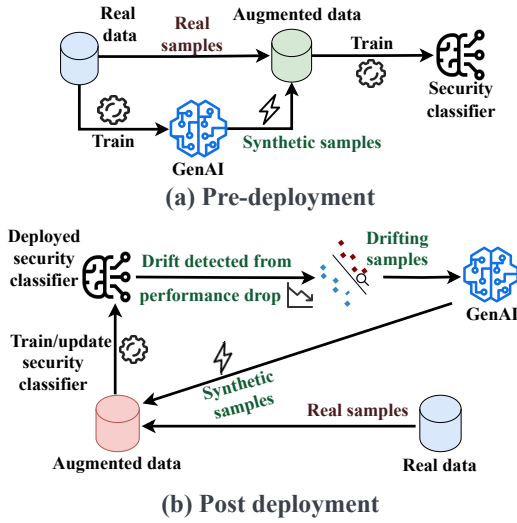 Real
data
Real
samples
Augmented data
Train
Security
classifier
Train
GenAI
Synthetic samples
(a) Pre-deployment
Deployed
security
classifier
Drift detected from
performance drop
Drifting
samples
GenAI
Train/update
security
classifier
Synthetic
samples
Real samples
Augmented data
Real data
(b) Post deployment